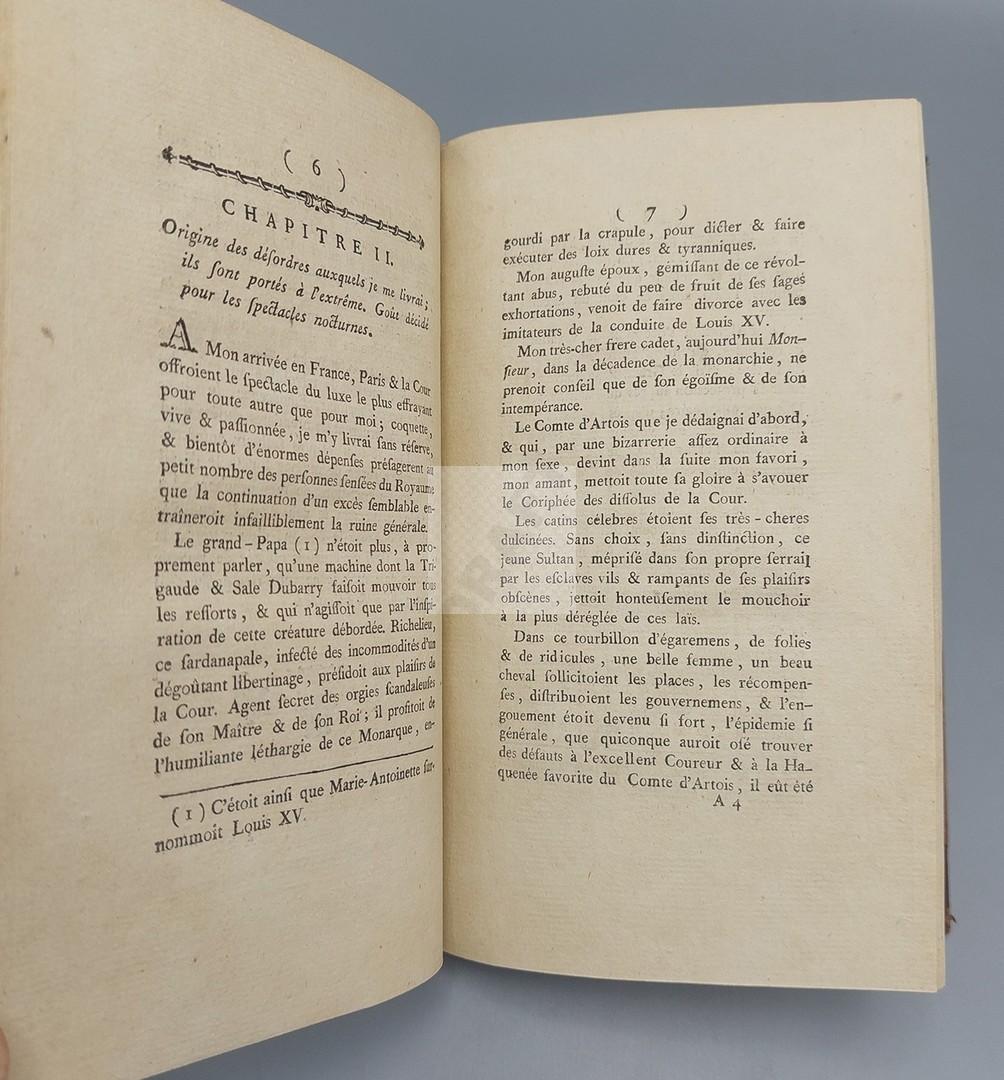 ( 6 )
CHAPITRE II.
Origine des déſordres auxquels je me livrai ;
ils ſont portés à l'extrême. Goût décidé
pour les ſpectacles nocturnes.
A Mon arrivée en France, Paris & la Cour
offroient le ſpectacle du luxe le plus effrayant
pour toute autre que pour moi ; coquette,
vive & paſſionnée, je m'y livrai ſans réſerve,
& bientôt d'énormes dépenſes préſagerent au
petit nombre des perſonnes ſenſées du Royaume
que la continuation d'un excès ſemblable en-
traîneroit infailliblement la ruine générale.
Le grand-Papa (1) n'étoit plus, à pro-
prement parler, qu'une machine dont la Tri-
gaude & Sale Dubarry faiſoit mouvoir tous
les reſſorts, & qui n'agiſſoit que par l'inſpi-
ration de cette créature débordée. Richelieu,
ce ſardanapale, infecté des incommodités d'un
dégoûtant libertinage, préſidoit aux plaiſirs de
la Cour. Agent ſecret des orgies ſcandaleuſes
de ſon Maître & de ſon Roi ; il profitoit de
l'humiliante léthargie de ce Monarque, en-
(1) C'étoit ainſi que Marie-Antoinette ſur-
nommoit Louis XV.
( 7 )
gourdi par la crapule, pour dicter & faire
exécuter des loix dures & tyranniques.
Mon auguſte époux, gémiſſant de ce révol-
tant abus, rebuté du peu de fruit de ſes ſages
exhortations, venoit de faire divorce avec les
imitateurs de la conduite de Louis XV.
Mon très-cher frere cadet, aujourd'hui Mon-
ſieur, dans la décadence de la monarchie, ne
prenoit conſeil que de ſon égoïſme & de ſon
intempérance.
Le Comte d'Artois que je dédaignai d'abord,
& qui, par une bizarrerie aſſez ordinaire à
mon ſexe, devint dans la ſuite mon favori,
mon amant, mettoit toute ſa gloire à s'avouer
le Coriphée des diſſolus de la Cour.
Les catins célebres étoient ſes très-cheres
dulcinées. Sans choix, ſans diſtinction, ce
jeune Sultan, mépriſé dans ſon propre ſerrail
par les eſclaves vils & rampants de ſes plaiſirs
obſcènes, jettoit honteuſement le mouchoir
à la plus déréglée de ces laïs.
Dans ce tourbillon d'égaremens, de folies
& de ridicules, une belle femme, un beau
cheval ſollicitoient les places, les récompen-
ſes, diſtribuoient les gouvernemens, & l'en-
gouement étoit devenu ſi fort, l'épidemie ſi
générale, que quiconque auroit oſé trouver
des défauts à l'excellent Coureur & à la Ha-
quenée favorite du Comte d'Artois, il eût été
A 4